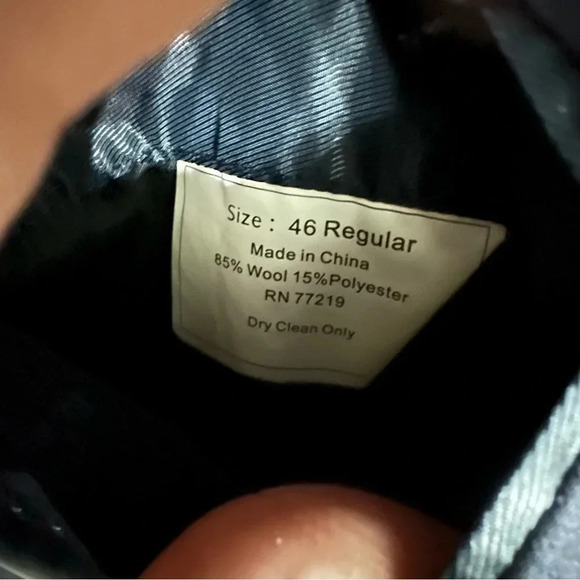 Size : 46 Regular
Made in China
85% Wool 15%Polyester
RN 77219
Dry Clean Only